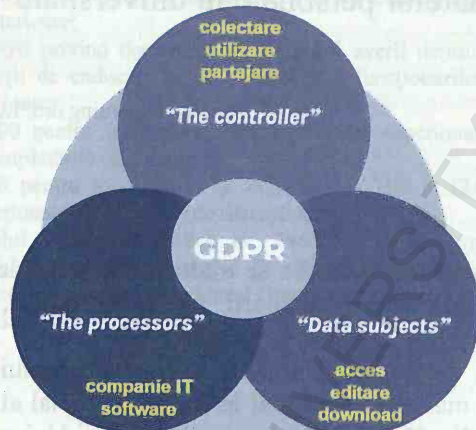 colectare
utilizare
partajare
"The controller"
GDPR
"The processors"
"Data subjects"
companie IT
software
acces
editare
download